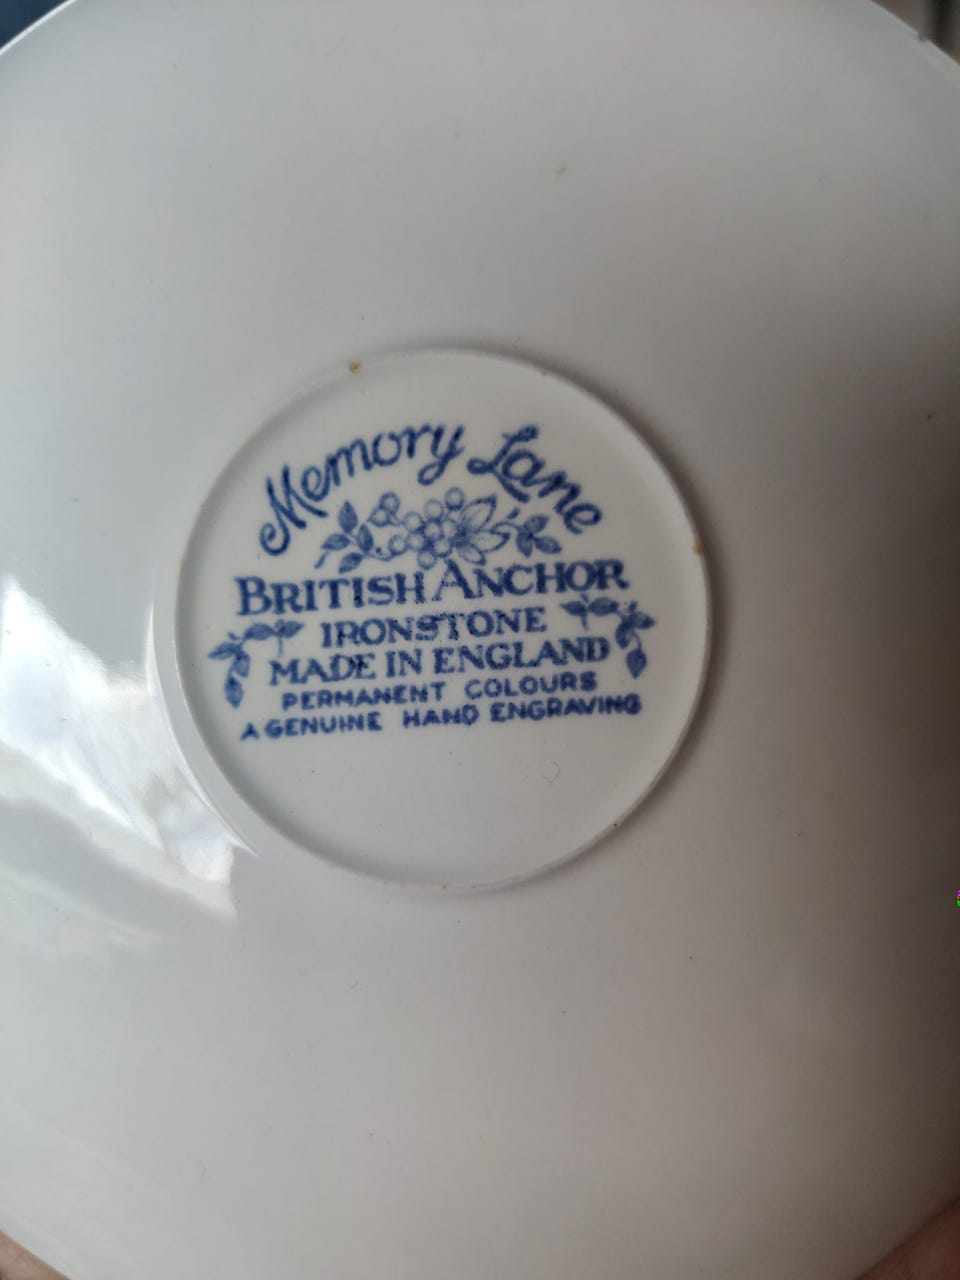 Memory Lane
BRITISH ANCHOR
IRONSTONE
MADE IN ENGLAND
PERMANENT COLOURS
A GENUINE HAND ENGRAVING